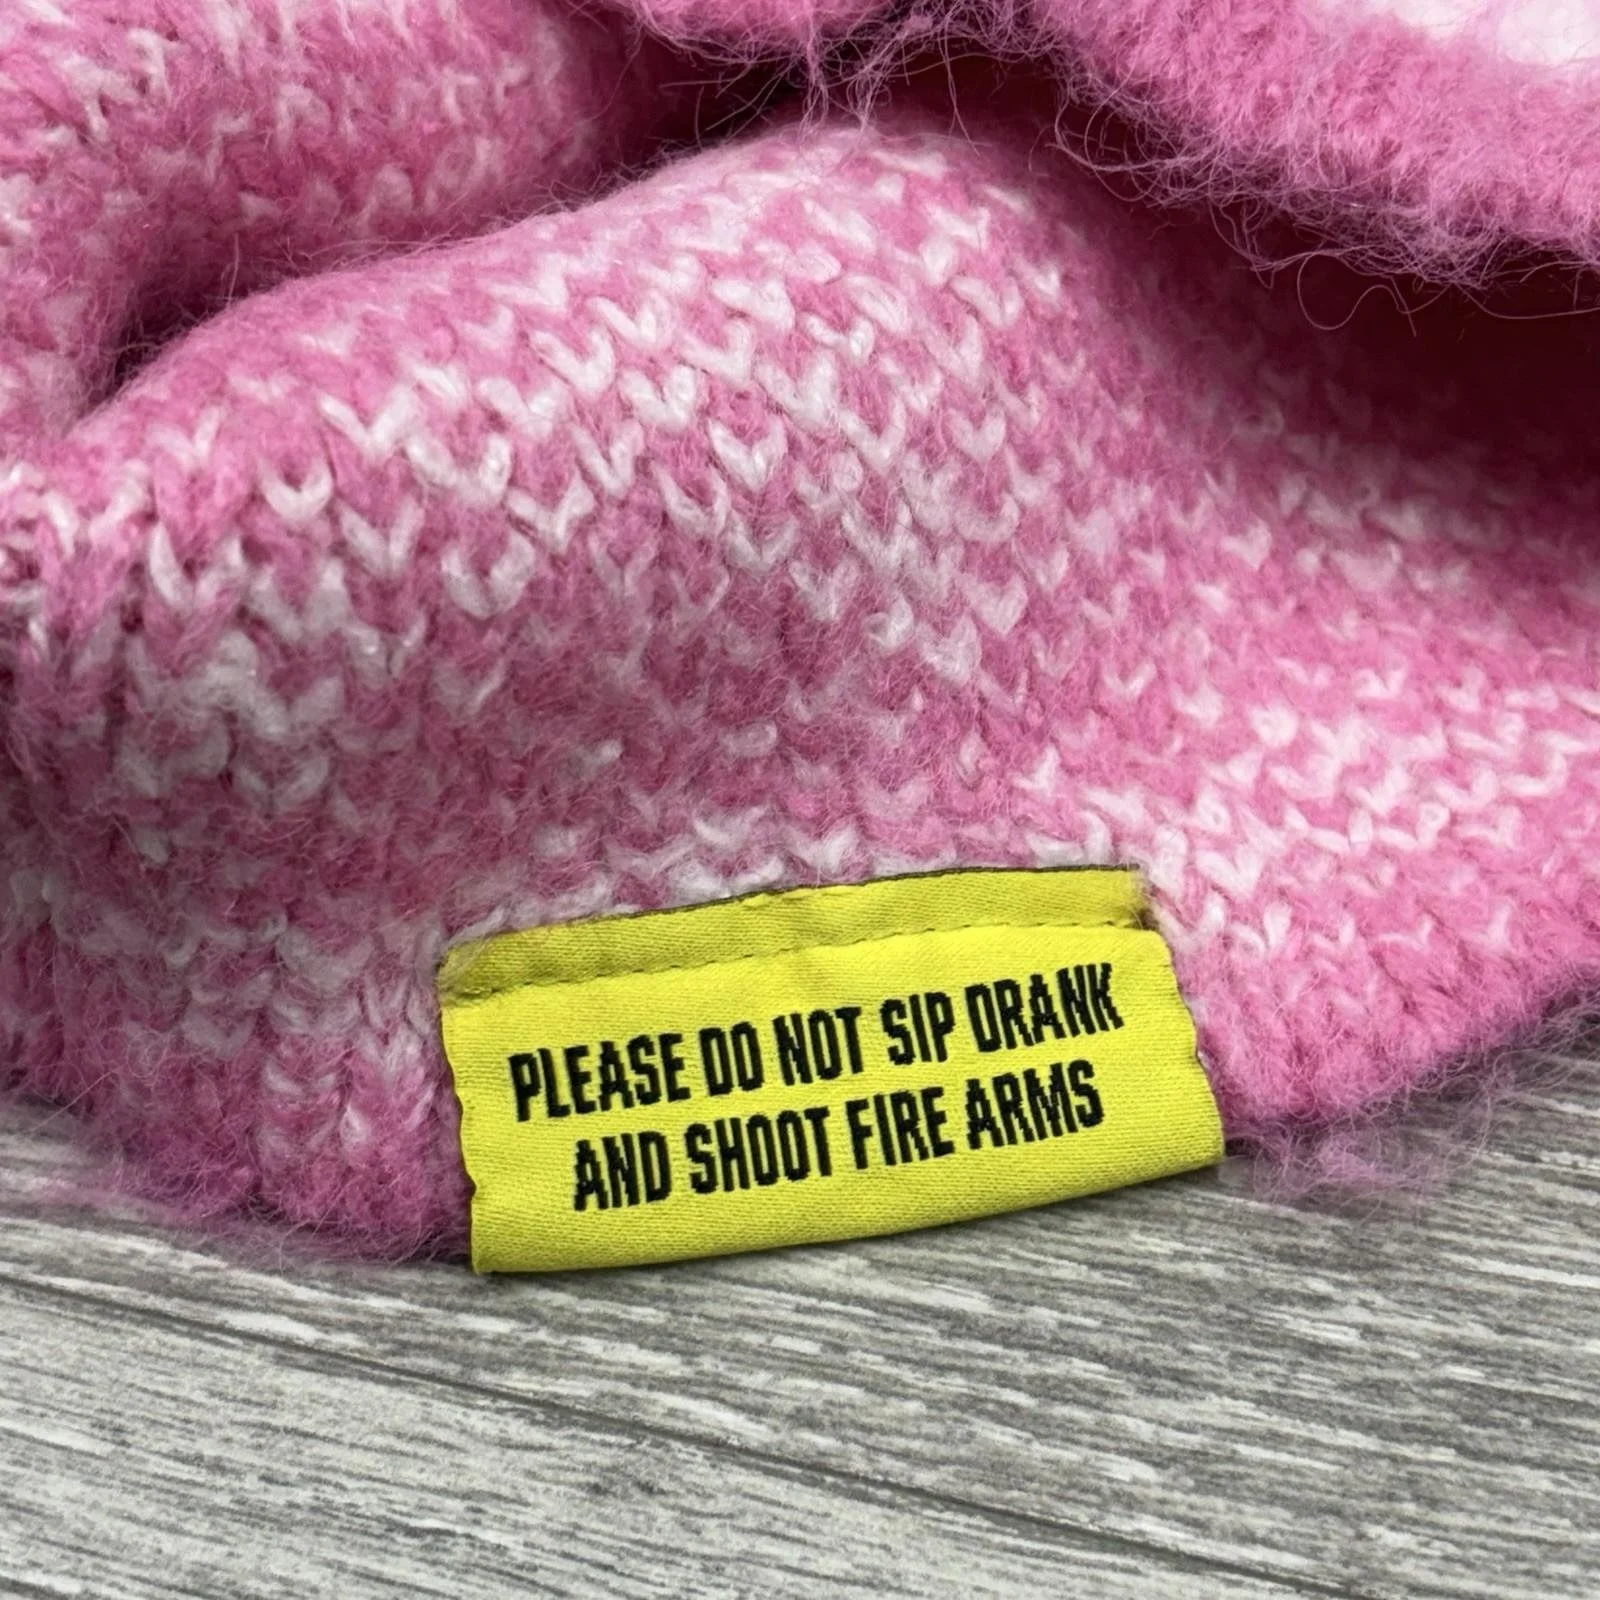 PLEASE DO NOT SIP DRANK
AND SHOOT FIRE ARMS